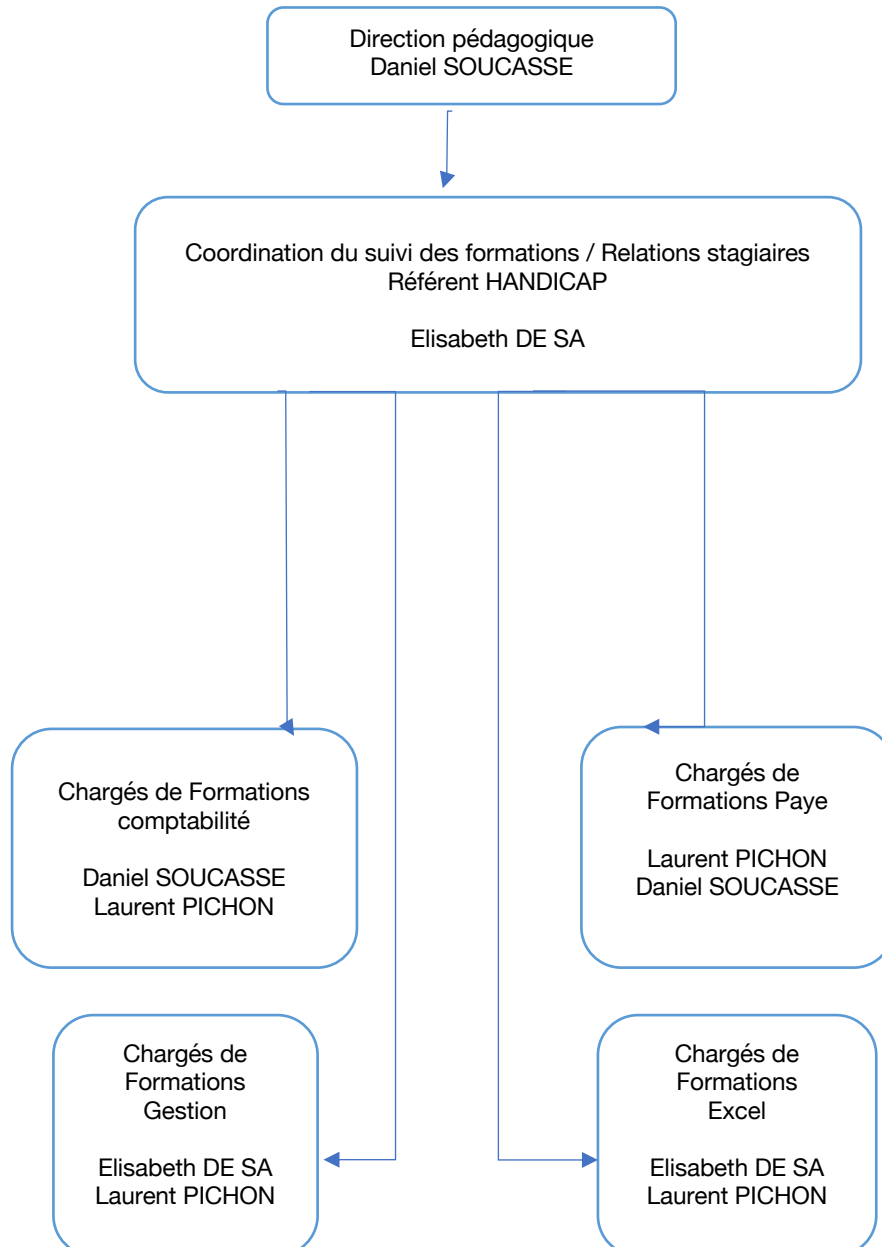 Direction pédagogique
Daniel SOUCASSE
Coordination du suivi des formations / Relations stagiaires
Référent HANDICAP
Elisabeth DE SA
Chargés de Formations
comptabilité
Daniel SOUCASSE
Laurent PICHON
Chargés de
Formations Paye
Laurent PICHON
Daniel SOUCASSE
Chargés de
Formations
Gestion
Elisabeth DE SA
Laurent PICHON
Chargés de
Formations
Excel
Elisabeth DE SA
Laurent PICHON